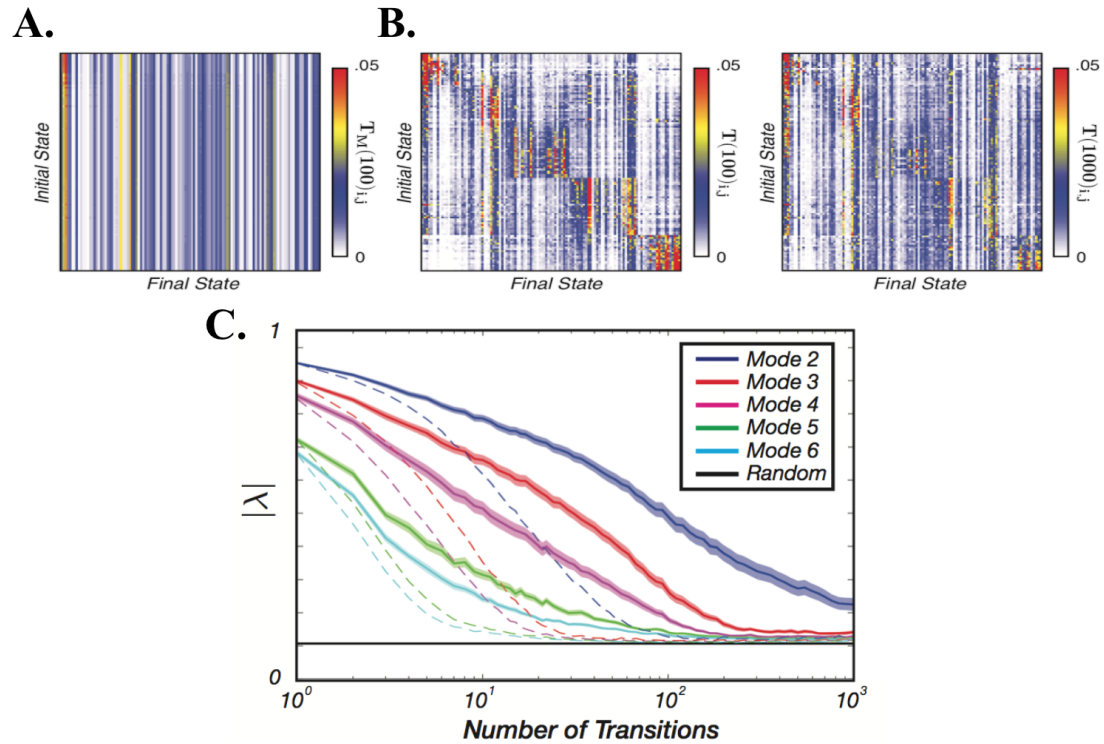 A.
B.
Initial State
Final State
.05
0
T_M(100)_i,j
Initial State
Final State
.05
0
T(100)_i,j
Initial State
Final State
.05
0
T(1000)_i,j
C.
1
0
|λ|
Mode 2
Mode 3
Mode 4
Mode 5
Mode 6
Random
10^0
10^1
10^2
10^3
Number of Transitions